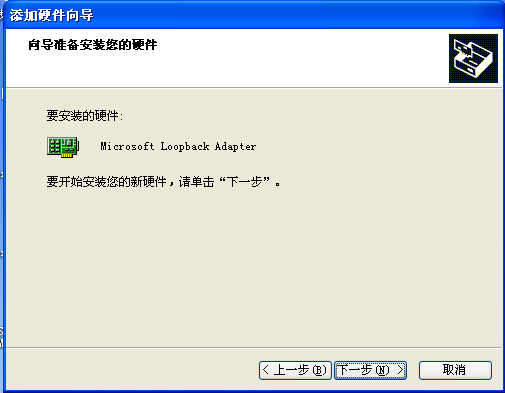 添加硬件向导
向导准备安装您的硬件
要安装的硬件:
Microsoft Loopback Adapter
要开始安装您的新硬件,请单击“下一步”。
< 上一步(B) 下一步(N) > 取消